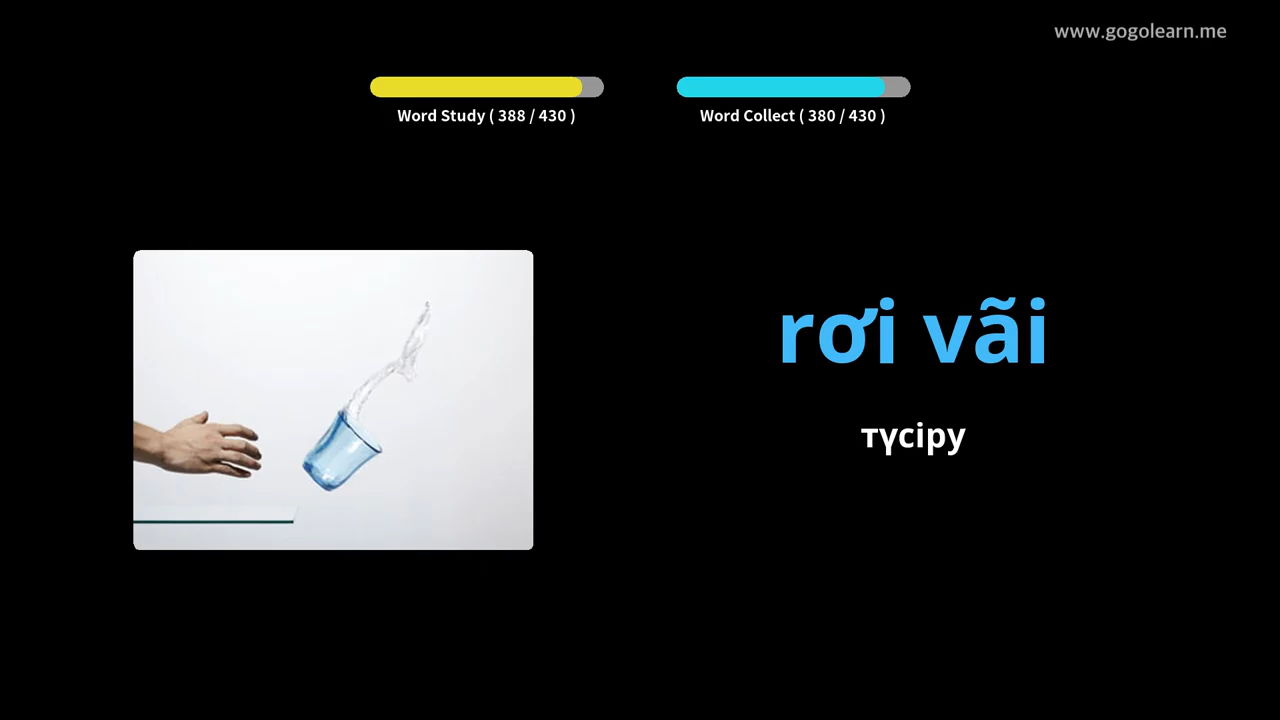 www.gogolearn.me
Word Study ( 388 / 430 )
Word Collect ( 380 / 430 )
rơi vãi
түсіру